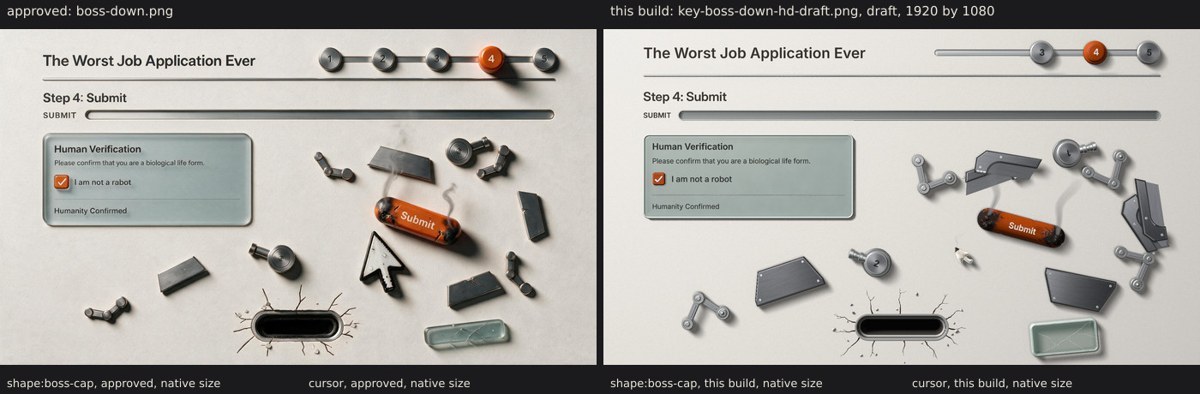 approved: boss-down.png
The Worst Job Application Ever
1 2 3 4 5
Step 4: Submit
SUBMIT
Human Verification
Please confirm that you are a biological life form.
I am not a rabot
Humanity Confirmed
Submit
shape:boss-cap, approved, native size
cursor, approved, native size
this build: key-boss-down-hd-draft.png, draft, 1920 by 1080
The Worst Job Application Ever
3 4 5
Step 4: Submit
SUBMIT
Human Verification
Please confirm that you are a biological life form.
I am not a rabot
Humanity Confirmed
Submit
2
shape:boss-cap, this build, native size
cursor, this build, native size